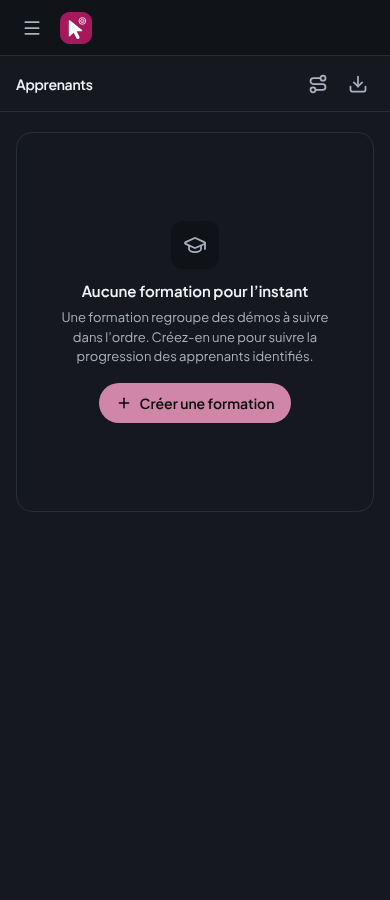 Apprenants
Aucune formation pour l’instant
Une formation regroupe des démos à suivre
dans l’ordre. Créez-en une pour suivre la
progression des apprenants identifiés.
Créer une formation